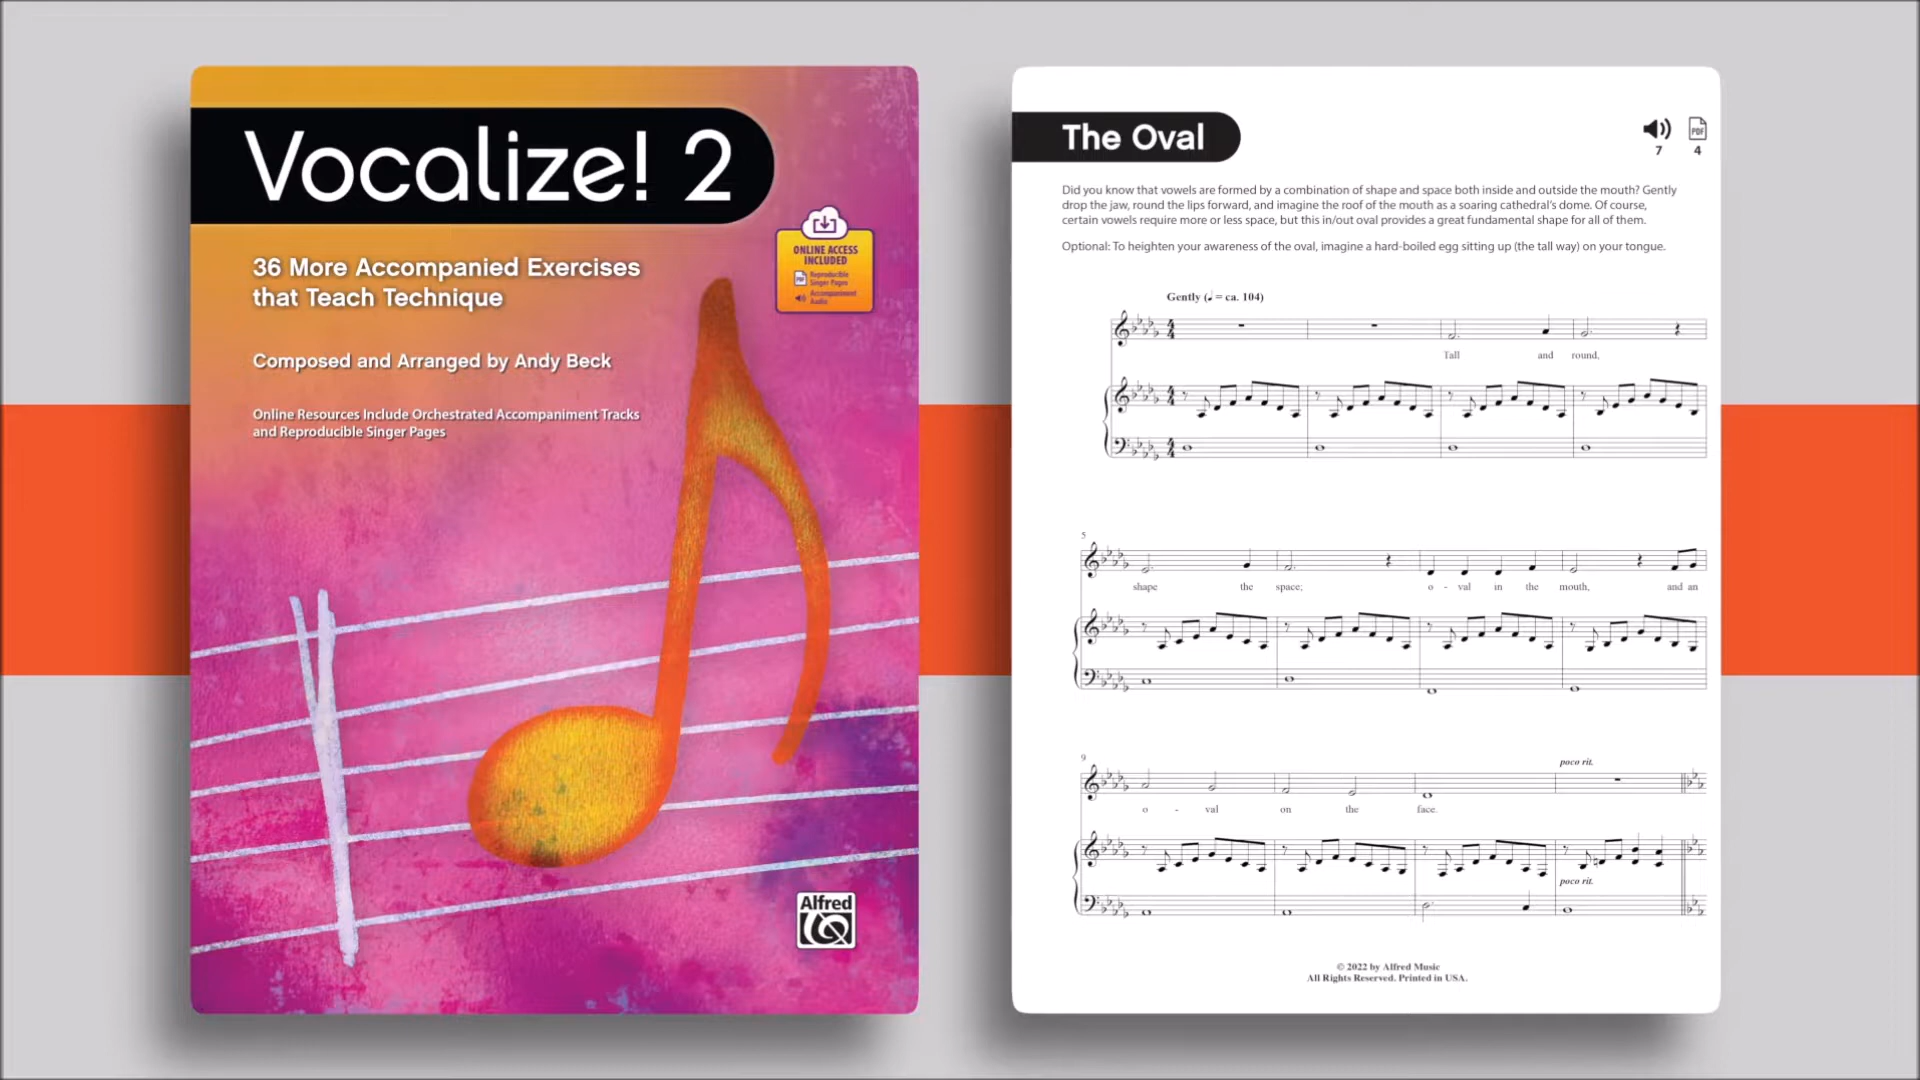 Vocalize! 2
ONLINE ACCESS
INCLUDED
PDF
Reproducible
Singer Pages
Accompaniment
Audio
36 More Accompanied Exercises
that Teach Technique
Composed and Arranged by Andy Beck
Online Resources Include Orchestrated Accompaniment Tracks
and Reproducible Singer Pages
Alfred
The Oval
7
PDF
4
Did you know that vowels are formed by a combination of shape and space both inside and outside the mouth? Gently
drop the jaw, round the lips forward, and imagine the roof of the mouth as a soaring cathedral's dome. Of course,
certain vowels require more or less space, but this in/out oval provides a great fundamental shape for all of them.
Optional: To heighten your awareness of the oval, imagine a hard-boiled egg sitting up (the tall way) on your tongue.
Gently (♩ = ca. 104)
Tall and round,
5
shape the space; o - val in the mouth, and an
9
poco rit.
o - val on the face.
poco rit.
© 2022 by Alfred Music
All Rights Reserved. Printed in USA.